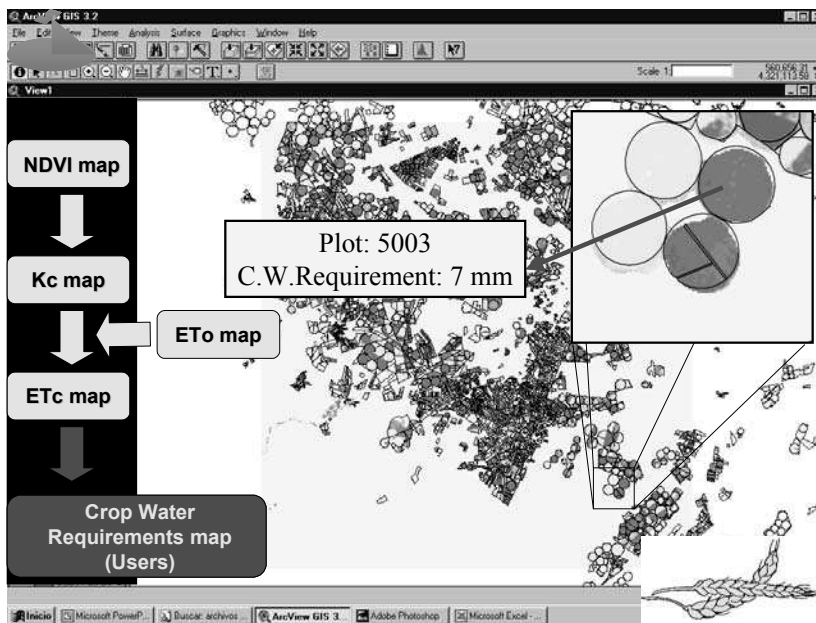 ArcView GIS 3.2
File Edit View Theme Analysis Surface Graphics Window Help
Scale 1:
560,656.31
4,321,113.58
View1
NDVI map
Kc map
ETo map
ETc map
Crop Water
Requirements map
(Users)
Plot: 5003
C.W.Requirement: 7 mm
Inicio
Microsoft PowerP...
Buscar: archivos ...
ArcView GIS 3...
Adobe Photoshop
Microsoft Excel - ...